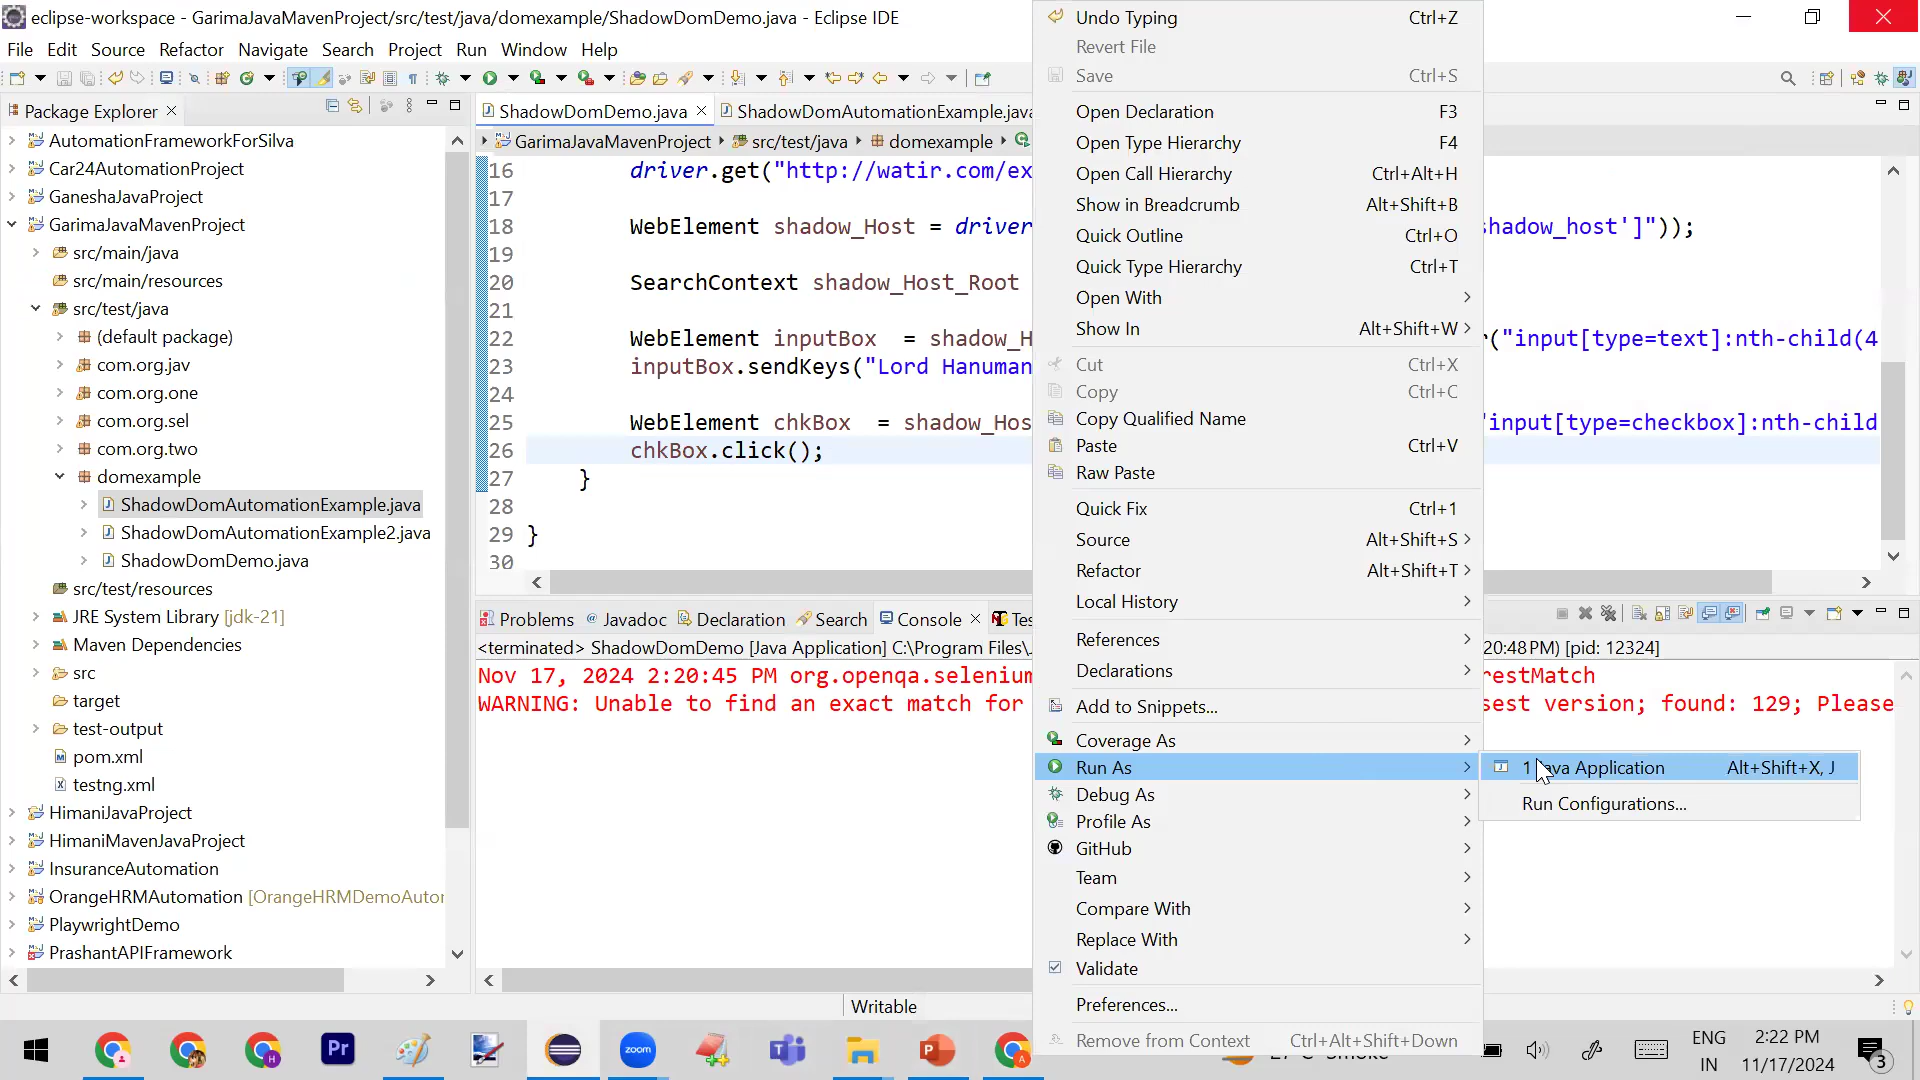 eclipse-workspace - GarimaJavaMavenProject/src/test/java/domexample/ShadowDomDemo.java - Eclipse IDE
File Edit Source Refactor Navigate Search Project Run Window Help
Package Explorer
AutomationFrameworkForSilva
Car24AutomationProject
GaneshaJavaProject
GarimaJavaMavenProject
src/main/java
src/main/resources
src/test/java
(default package)
com.org.jav
com.org.one
com.org.sel
com.org.two
domexample
ShadowDomAutomationExample.java
ShadowDomAutomationExample2.java
ShadowDomDemo.java
src/test/resources
JRE System Library [jdk-21]
Maven Dependencies
src
target
test-output
pom.xml
testng.xml
HimaniJavaProject
HimaniMavenJavaProject
InsuranceAutomation
OrangeHRMAutomation [OrangeHRMDemoAutor
PlaywrightDemo
PrashantAPIFramework
ShadowDomDemo.java ShadowDomAutomationExample.java
GarimaJavaMavenProject src/test/java domexample
16 driver.get("http://watir.com/ex
17
18 WebElement shadow_Host = driver shadow_host']"));
19
20 SearchContext shadow_Host_Root
21
22 WebElement inputBox = shadow_H r("input[type=text]:nth-child(4
23 inputBox.sendKeys("Lord Hanuman
24
25 WebElement chkBox = shadow_Hos "input[type=checkbox]:nth-child
26 chkBox.click();
27 }
28
29 }
30
Problems Javadoc Declaration Search Console Tes
<terminated> ShadowDomDemo [Java Application] C:\Program Files\. 20:48 PM) [pid: 12324]
Nov 17, 2024 2:20:45 PM org.openqa.selenium restMatch
WARNING: Unable to find an exact match for sest version; found: 129; Please
Undo Typing Ctrl+Z
Revert File
Save Ctrl+S
Open Declaration F3
Open Type Hierarchy F4
Open Call Hierarchy Ctrl+Alt+H
Show in Breadcrumb Alt+Shift+B
Quick Outline Ctrl+O
Quick Type Hierarchy Ctrl+T
Open With
Show In Alt+Shift+W
Cut Ctrl+X
Copy Ctrl+C
Copy Qualified Name
Paste Ctrl+V
Raw Paste
Quick Fix Ctrl+1
Source Alt+Shift+S
Refactor Alt+Shift+T
Local History
References
Declarations
Add to Snippets...
Coverage As
Run As
Debug As
Profile As
GitHub
Team
Compare With
Replace With
Validate
Preferences...
Remove from Context Ctrl+Alt+Shift+Down
1 Java Application Alt+Shift+X, J
Run Configurations...
Writable
Pr
zoom
ENG
IN
2:22 PM
11/17/2024
3